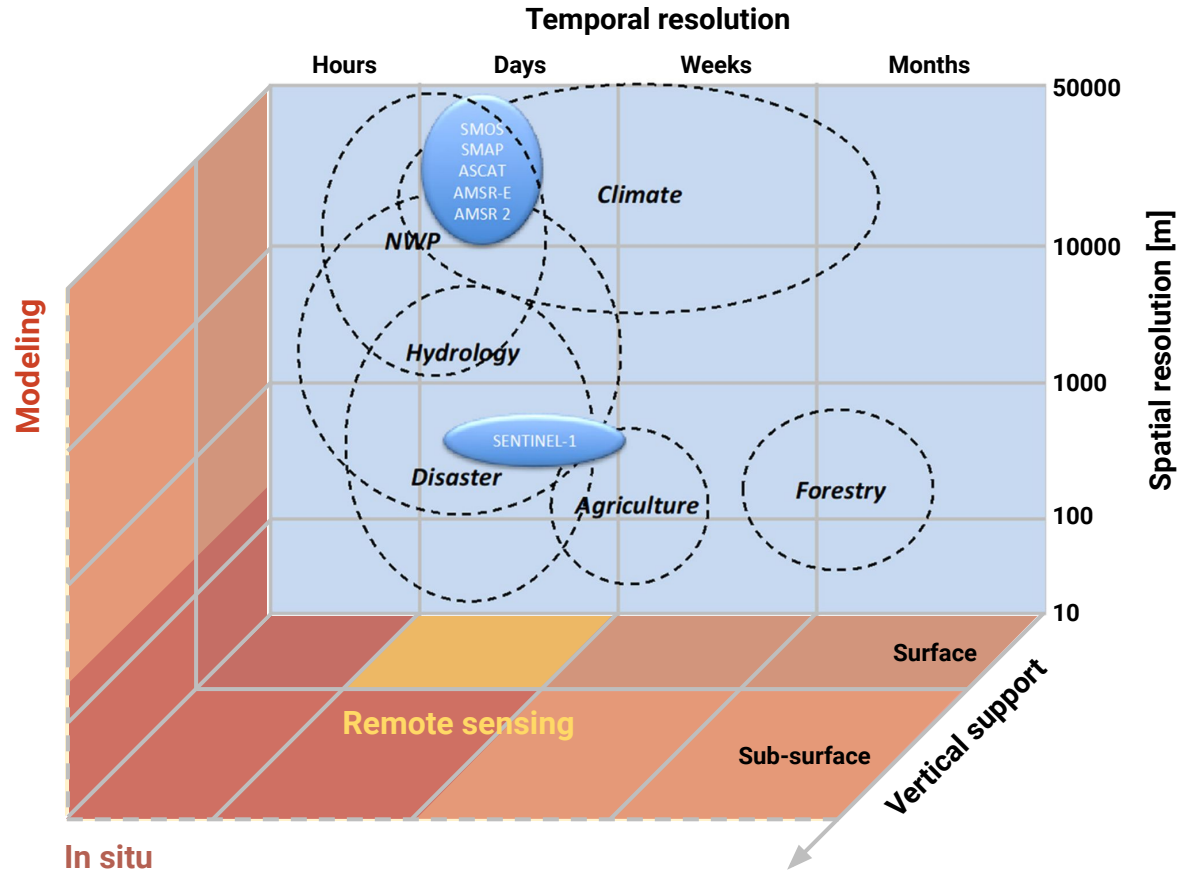 Temporal resolution
Hours
Days
Weeks
Months
50000
SMOS
SMAP
ASCAT
AMSR-E
AMSR 2
Climate
NWP
10000
Spatial resolution [m]
Modeling
Hydrology
1000
SENTINEL-1
Disaster
Agriculture
Forestry
100
10
Surface
Remote sensing
Sub-surface
Vertical support
In situ